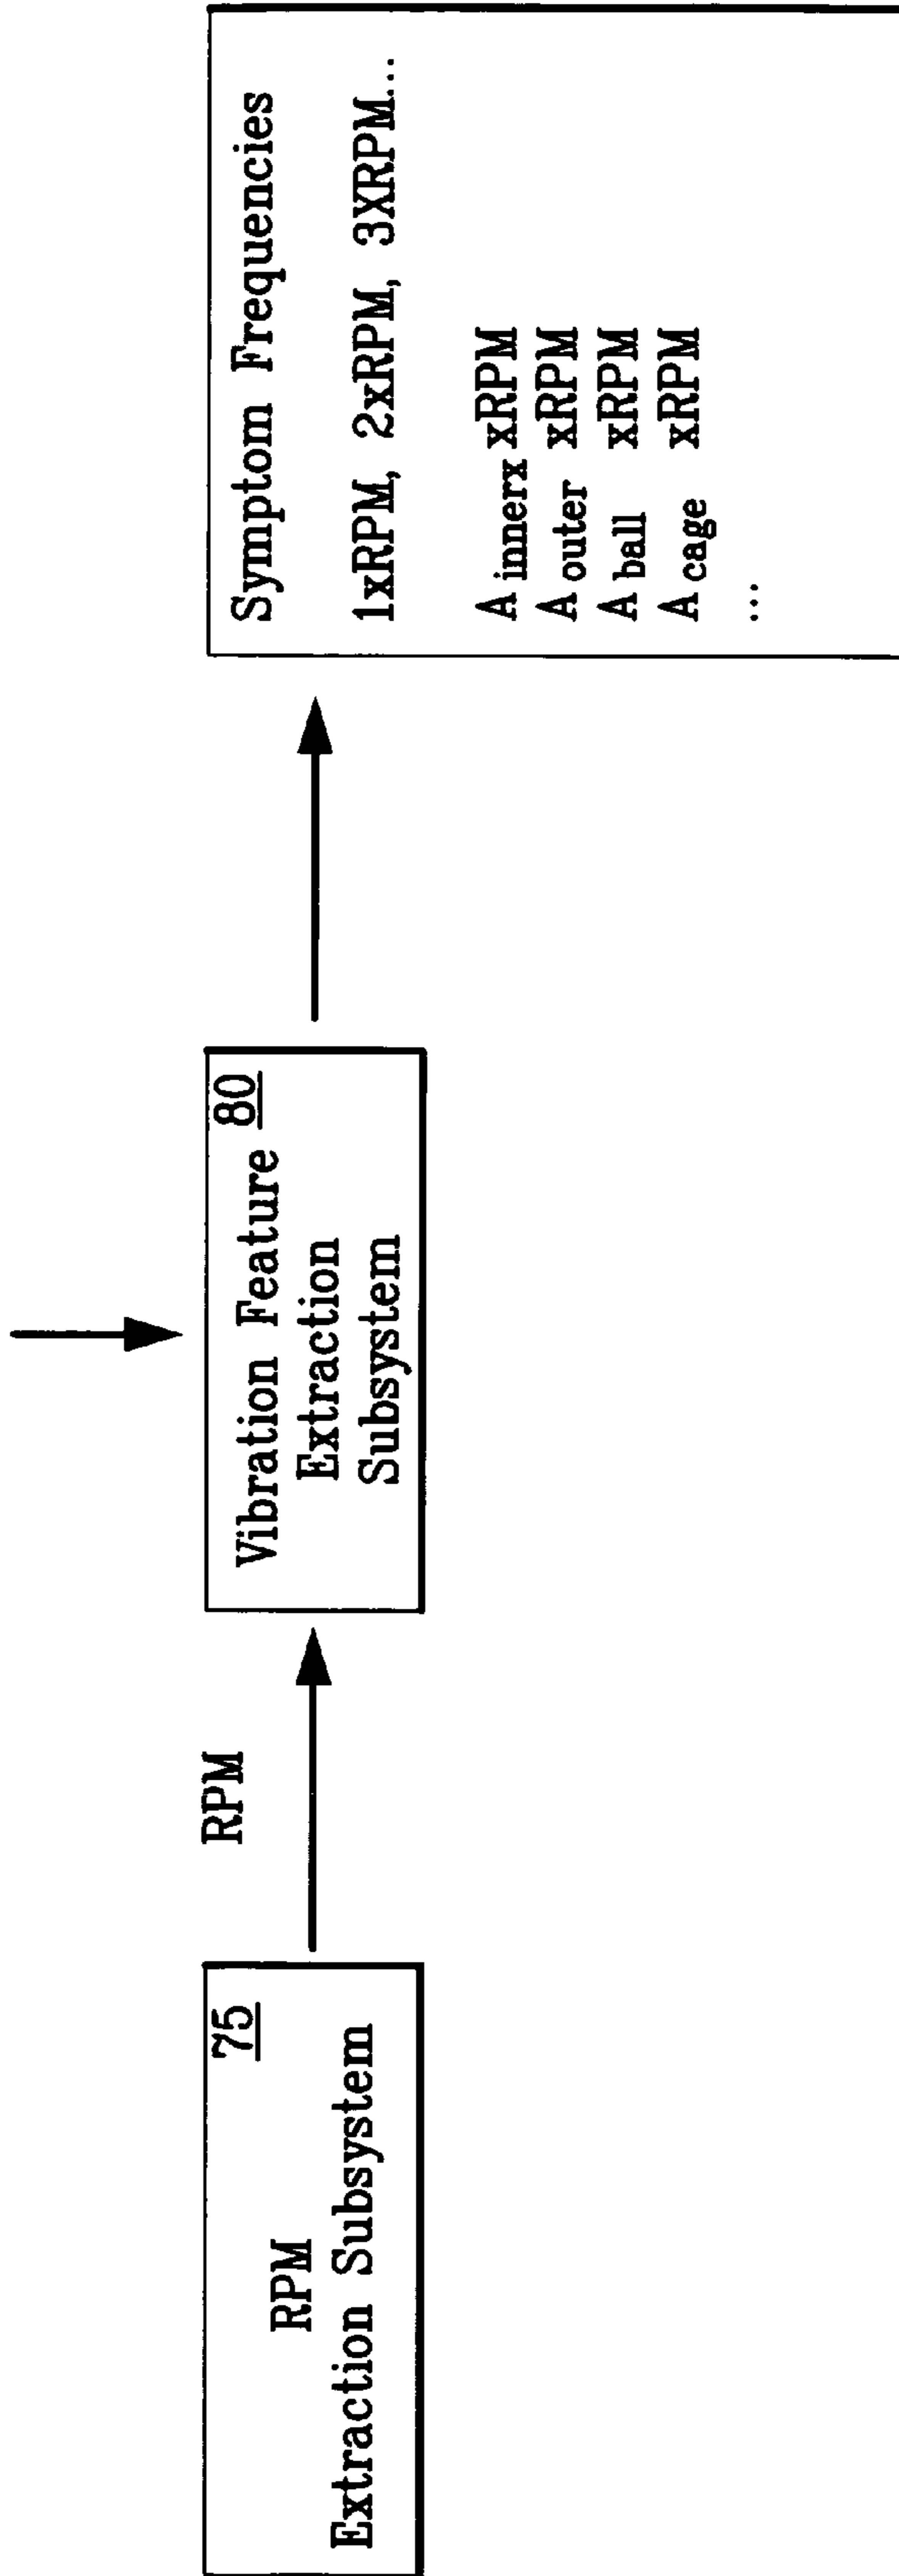 75
RPM
Extraction Subsystem
RPM
80
Vibration Feature
Extraction
Subsystem
Symptom Frequencies
1xRPM, 2xRPM, 3XRPM...
A innerx xRPM
A outer xRPM
A ball xRPM
A cage xRPM
...